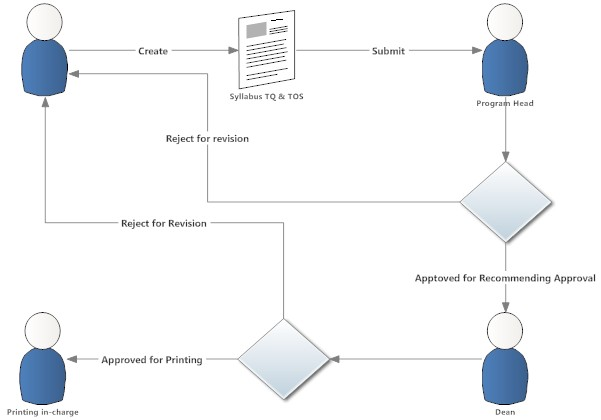 Create
Submit
Syllabus TQ & TOS
Program Head
Reject for revision
Reject for Revision
Apptoved for Recommending Approval
Approved for Printing
Printing in-charge
Dean